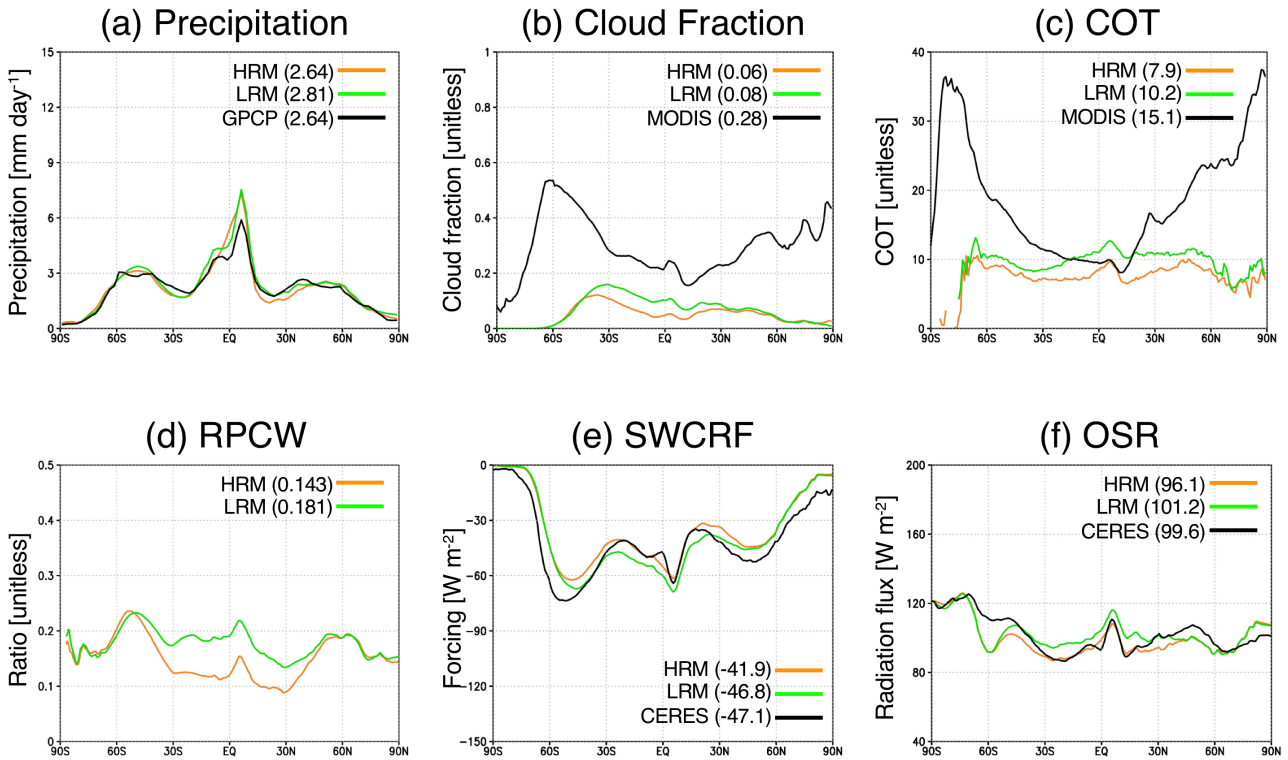 (a) Precipitation
Precipitation [mm day⁻¹]
15
12
9
6
3
0
HRM (2.64)
LRM (2.81)
GPCP (2.64)
90S 60S 30S EQ 30N 60N 90N
(b) Cloud Fraction
Cloud fraction [unitless]
1
0.8
0.6
0.4
0.2
0
HRM (0.06)
LRM (0.08)
MODIS (0.28)
90S 60S 30S EQ 30N 60N 90N
(c) COT
COT [unitless]
40
30
20
10
0
HRM (7.9)
LRM (10.2)
MODIS (15.1)
90S 60S 30S EQ 30N 60N 90N
(d) RPCW
Ratio [unitless]
0.5
0.4
0.3
0.2
0.1
0
HRM (0.143)
LRM (0.181)
90S 60S 30S EQ 30N 60N 90N
(e) SWCRF
Forcing [W m⁻²]
0
−30
−60
−90
−120
−150
HRM (-41.9)
LRM (-46.8)
CERES (-47.1)
90S 60S 30S EQ 30N 60N 90N
(f) OSR
Radiation flux [W m⁻²]
200
160
120
80
40
HRM (96.1)
LRM (101.2)
CERES (99.6)
90S 60S 30S EQ 30N 60N 90N